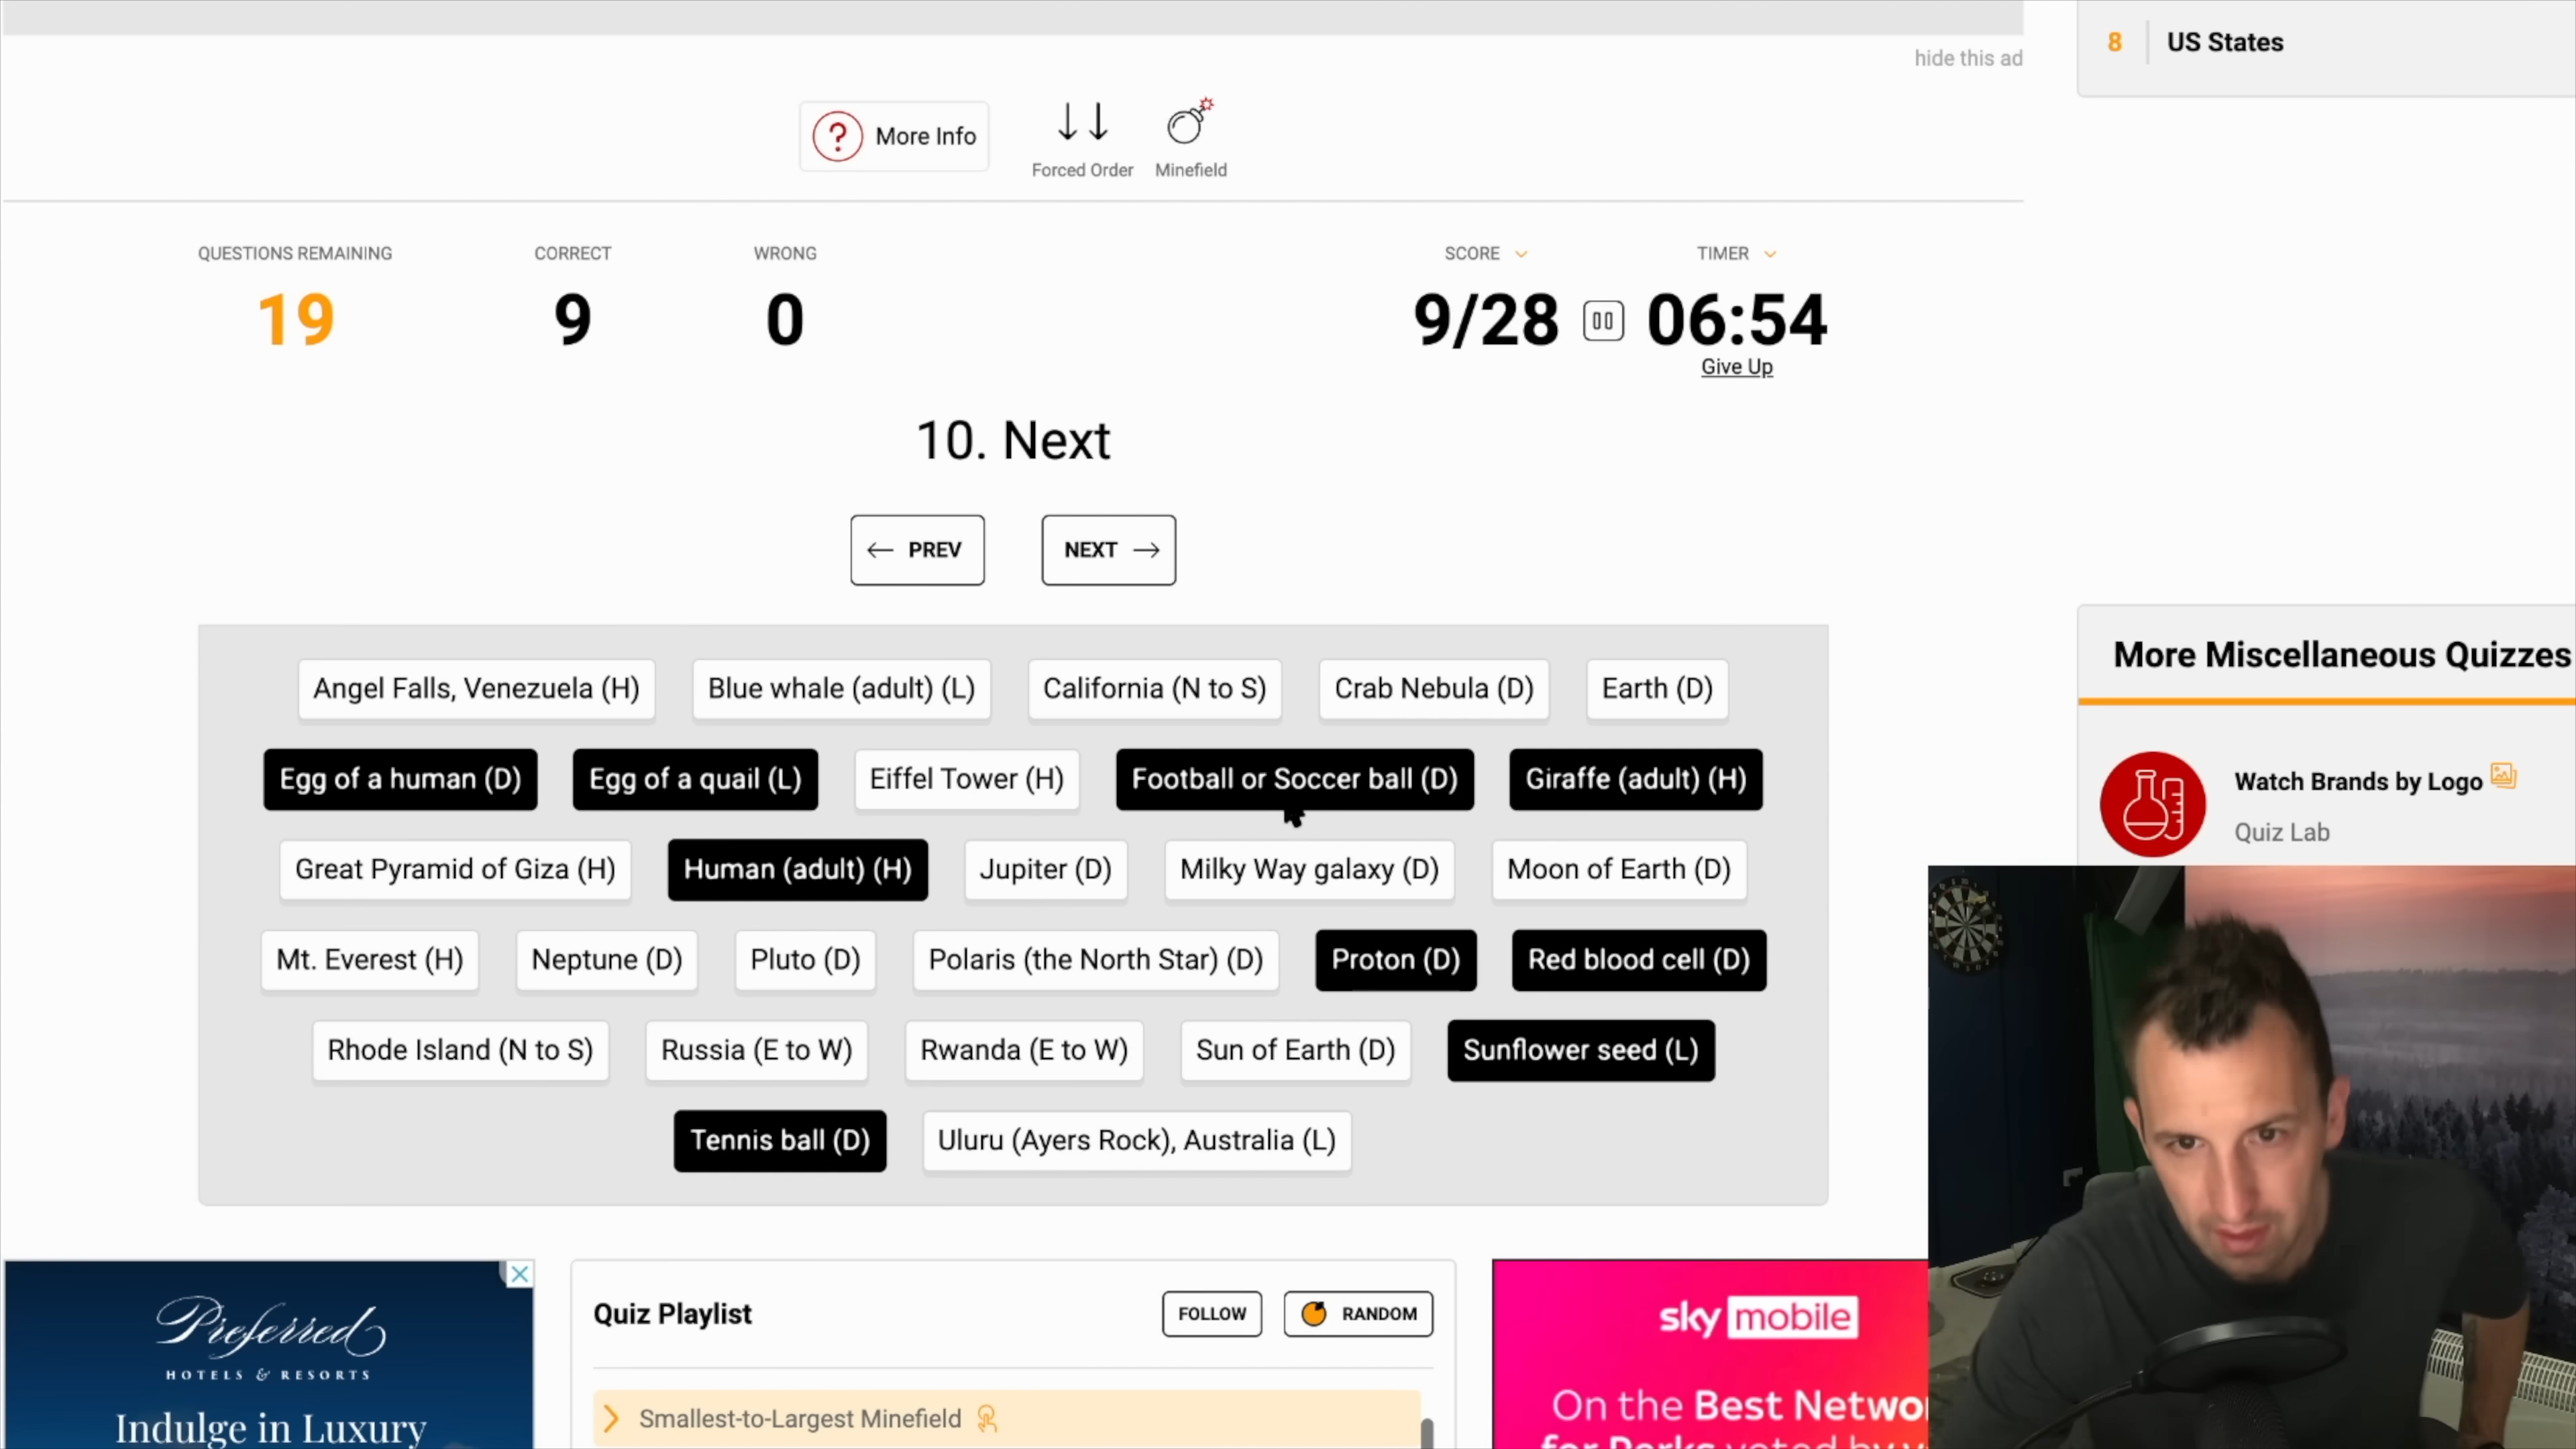 hide this ad
8 US States
? More Info
Forced Order
Minefield
QUESTIONS REMAINING
19
CORRECT
9
WRONG
0
SCORE
9/28
TIMER
06:54
Give Up
10. Next
PREV
NEXT
Angel Falls, Venezuela (H)
Blue whale (adult) (L)
California (N to S)
Crab Nebula (D)
Earth (D)
Egg of a human (D)
Egg of a quail (L)
Eiffel Tower (H)
Football or Soccer ball (D)
Giraffe (adult) (H)
Great Pyramid of Giza (H)
Human (adult) (H)
Jupiter (D)
Milky Way galaxy (D)
Moon of Earth (D)
Mt. Everest (H)
Neptune (D)
Pluto (D)
Polaris (the North Star) (D)
Proton (D)
Red blood cell (D)
Rhode Island (N to S)
Russia (E to W)
Rwanda (E to W)
Sun of Earth (D)
Sunflower seed (L)
Tennis ball (D)
Uluru (Ayers Rock), Australia (L)
More Miscellaneous Quizzes
Watch Brands by Logo
Quiz Lab
Preferred
HOTELS & RESORTS
Indulge in Luxury
Quiz Playlist
FOLLOW
RANDOM
Smallest-to-Largest Minefield
sky mobile
On the Best Netwo